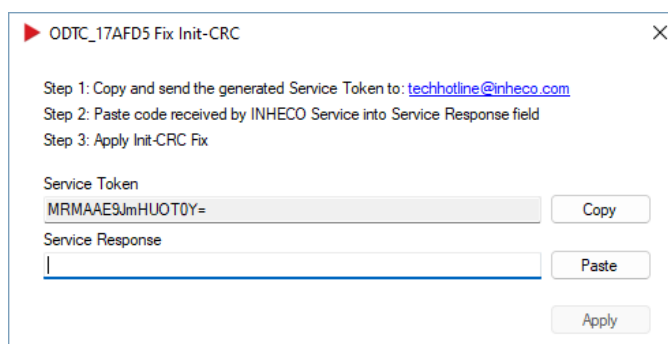 ODTC_17AFD5 Fix Init-CRC
Step 1: Copy and send the generated Service Token to: techhotline@inheco.com
Step 2: Paste code received by INHECO Service into Service Response field
Step 3: Apply Init-CRC Fix
Service Token
MRMAAE9JmHUOT0Y=
Copy
Service Response
Paste
Apply